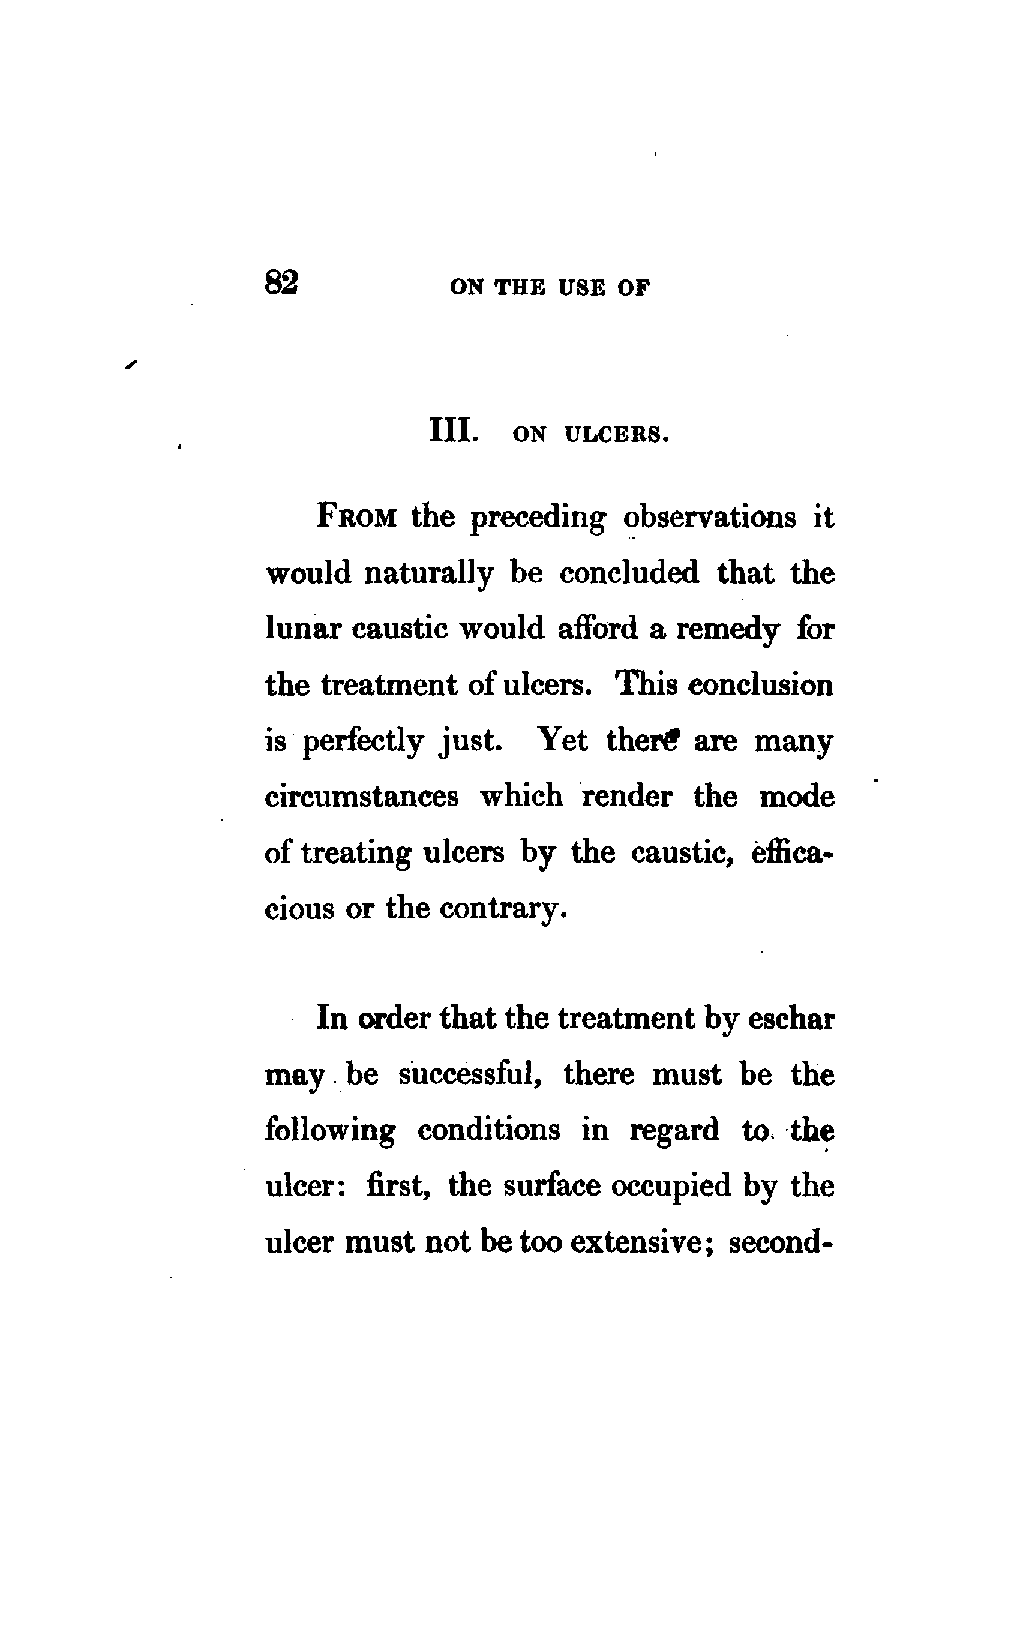 82 ON THE USE OF
III. ON ULCERS.
FROM the preceding observations it
would naturally be concluded that the
lunar caustic would afford a remedy for
the treatment of ulcers. This conclusion
is perfectly just. Yet there are many
circumstances which render the mode
of treating ulcers by the caustic, effica-
cious or the contrary.
In order that the treatment by eschar
may be successful, there must be the
following conditions in regard to the
ulcer: first, the surface occupied by the
ulcer must not be too extensive; second-